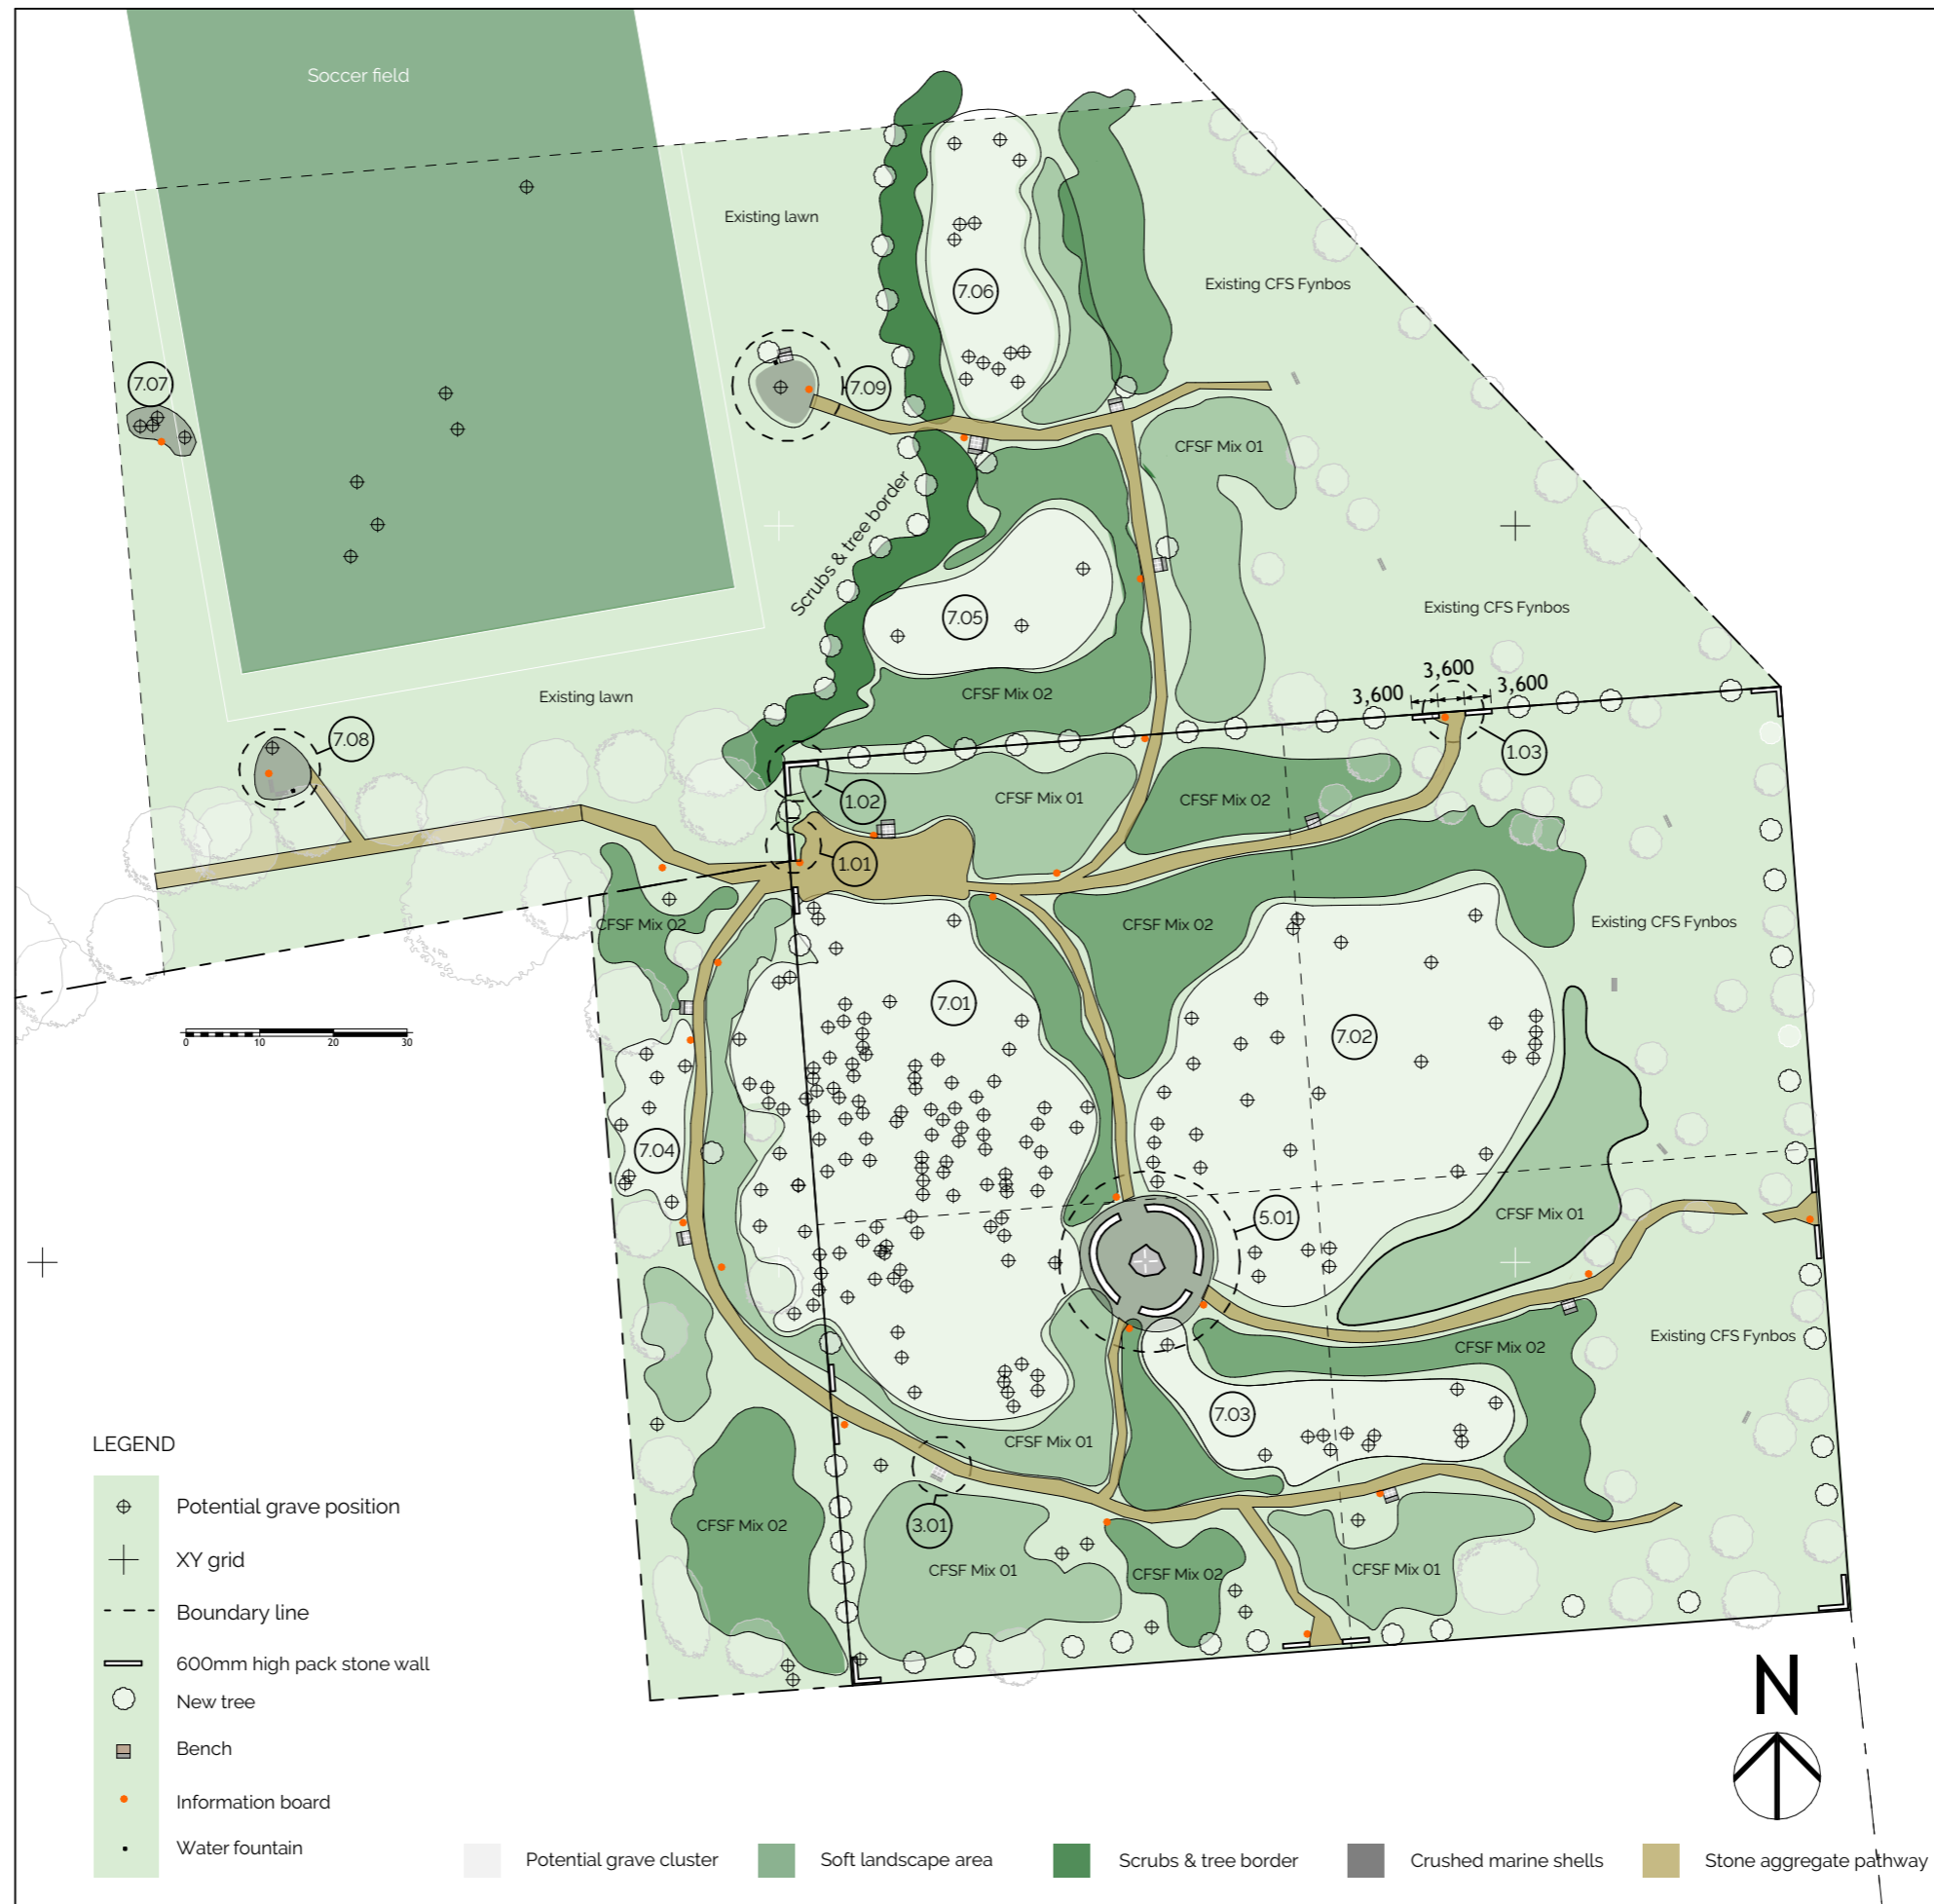 Soccer field
Existing lawn
Existing CFS Fynbos
7.06
7.07
7.09
CFSF Mix 01
Scrubs & tree border
7.05
Existing CFS Fynbos
CFSF Mix 02
Existing lawn
3,600
3,600
3,600
7.08
1.03
1.02
CFSF Mix 01
CFSF Mix 02
1.01
CFSF Mix 02
CFSF Mix 02
Existing CFS Fynbos
7.01
7.02
0 10 20 30
7.04
5.01
CFSF Mix 01
Existing CFS Fynbos
CFSF Mix 02
7.03
CFSF Mix 01
3.01
CFSF Mix 02
CFSF Mix 01
CFSF Mix 02
CFSF Mix 01
LEGEND
Potential grave position
XY grid
Boundary line
600mm high pack stone wall
New tree
Bench
Information board
Water fountain
N
Potential grave cluster
Soft landscape area
Scrubs & tree border
Crushed marine shells
Stone aggregate pathway